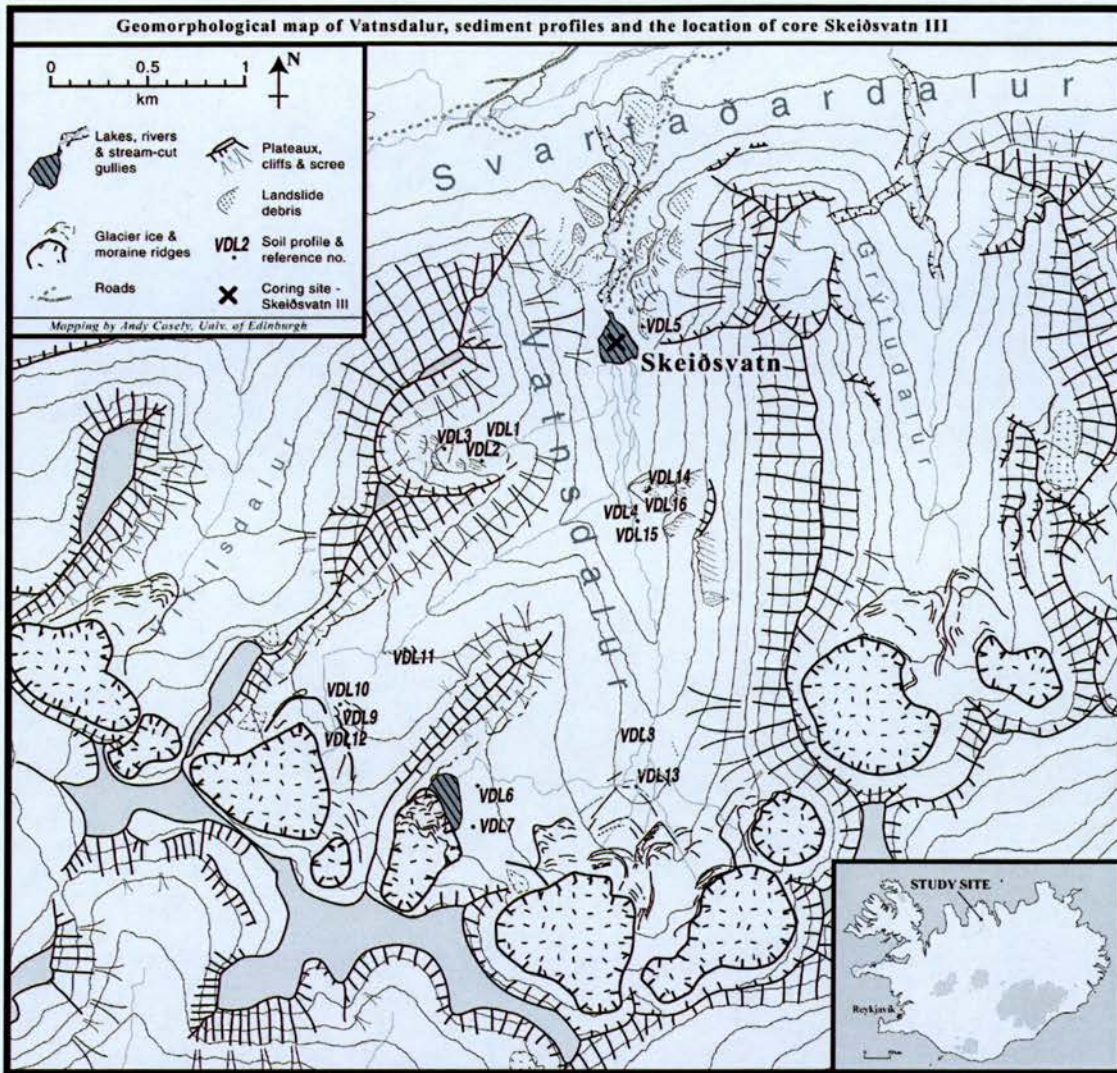 Geomorphological map of Vatnsdalur, sediment profiles and the location of core Skeiðsvatn III
0 0.5 1
km
N
Lakes, rivers
& stream-cut
gullies
Plateaux,
cliffs & scree
Landslide
debris
Glacier ice &
moraine ridges
VDL2
Soil profile &
reference no.
Roads
Coring site -
Skeiðsvatn III
Mapping by Andy Casely, Univ. of Edinburgh
Svarfaðardalur
Grýtudalur
Vatnsdalur
VDL5
Skeiðsvatn
VDL3
VDL1
VDL2
VDL14
VDL4
VDL16
VDL15
VDL11
VDL10
VDL9
VDL12
VDL3
VDL13
VDL6
VDL7
STUDY SITE
Reykjavík